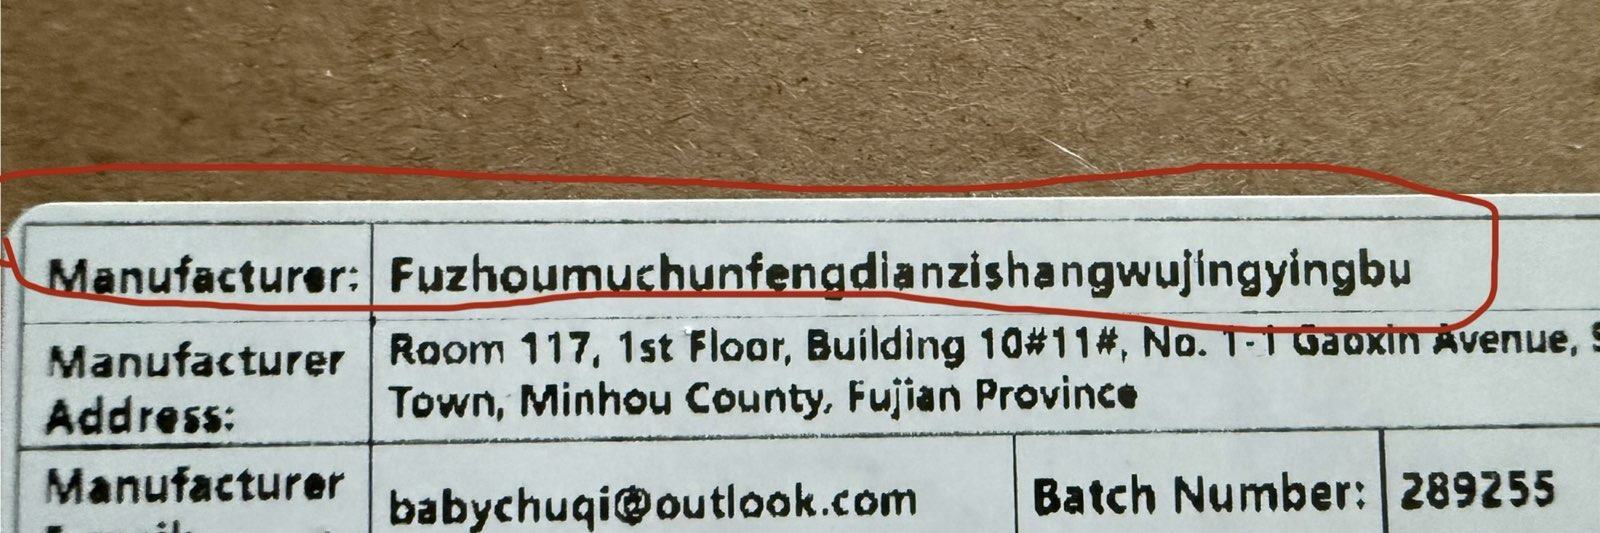 Manufacturer: Fuzhoumuchunfengdianzishangwujingyingbu
Manufacturer Address: Room 117, 1st Floor, Building 10#11#, No. 1-1 Gaoxin Avenue,
Town, Minhou County, Fujian Province
Manufacturer
babychuqi@outlook.com
Batch Number: 289255